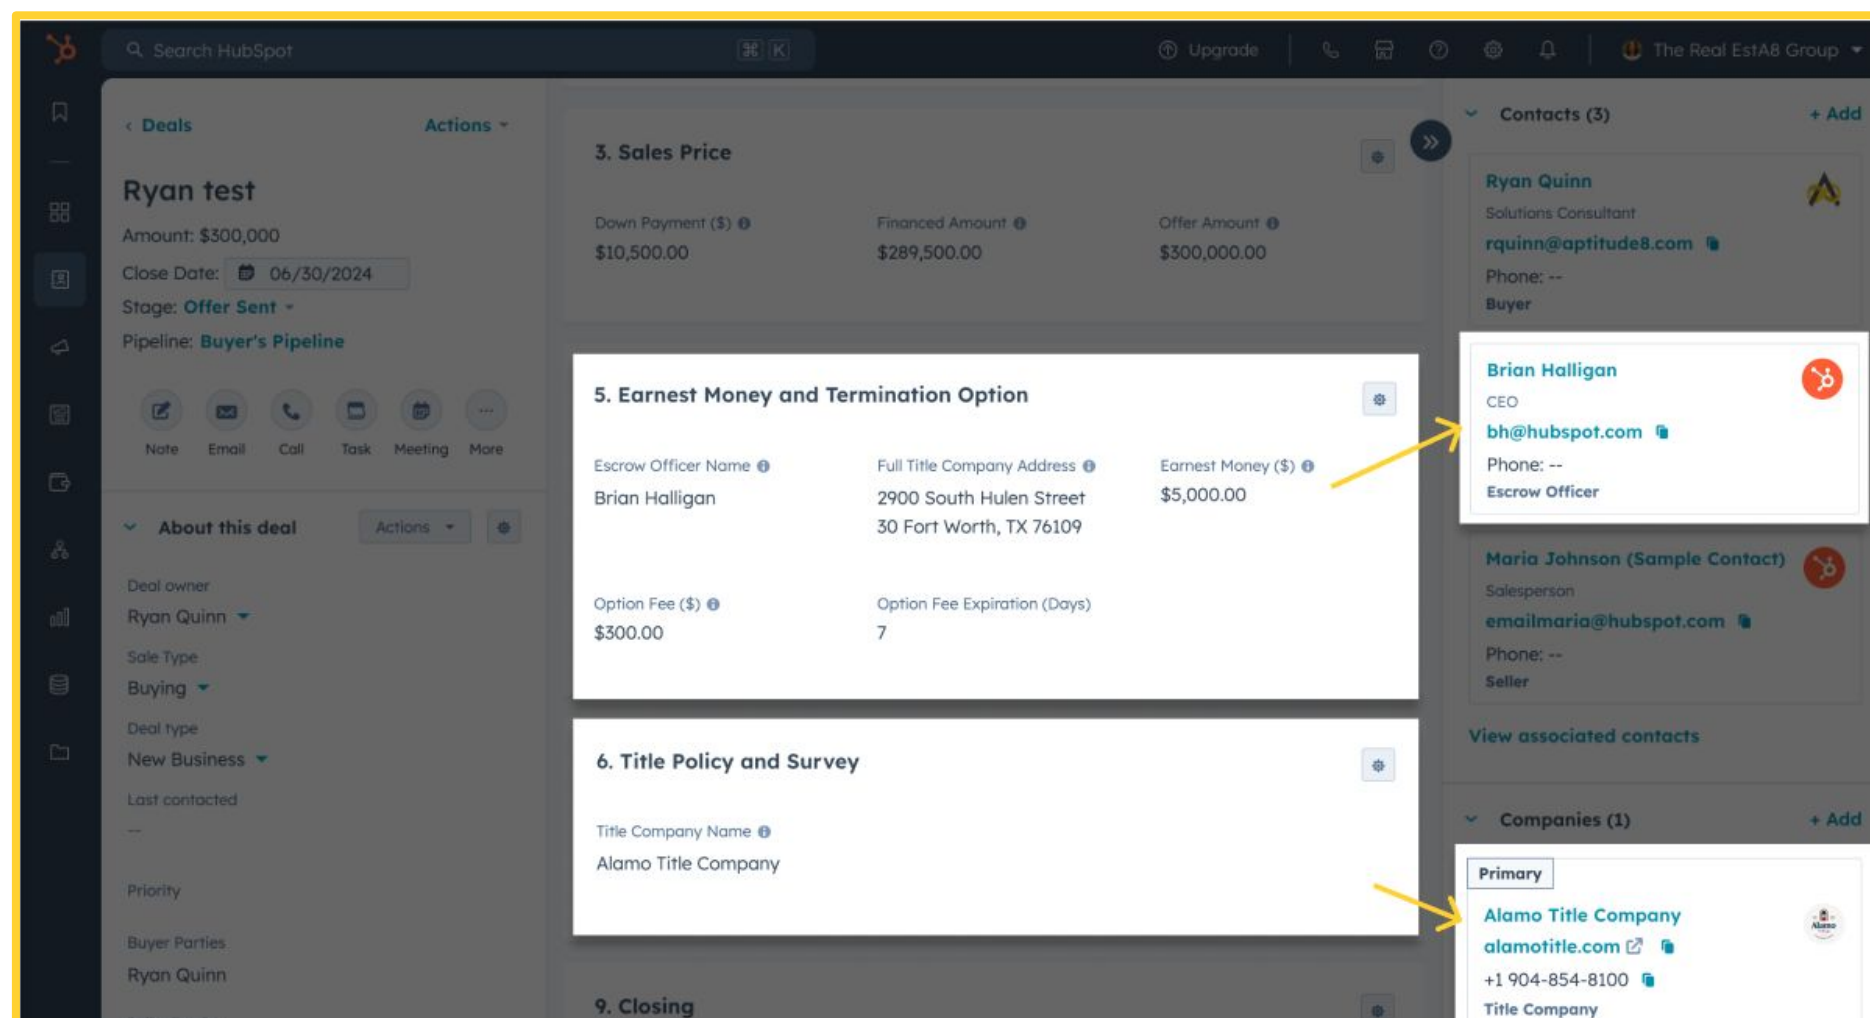 Search HubSpot
⌘ K
Upgrade
The Real EstA8 Group
Deals
Actions
Ryan test
Amount: $300,000
Close Date: 06/30/2024
Stage: Offer Sent
Pipeline: Buyer's Pipeline
Note Email Call Task Meeting More
About this deal
Actions
Deal owner
Ryan Quinn
Sale Type
Buying
Deal type
New Business
Last contacted
--
Priority
Buyer Parties
Ryan Quinn
3. Sales Price
Down Payment ($) Financed Amount Offer Amount
$10,500.00 $289,500.00 $300,000.00
5. Earnest Money and Termination Option
Escrow Officer Name
Brian Halligan
Full Title Company Address
2900 South Hulen Street
30 Fort Worth, TX 76109
Earnest Money ($)
$5,000.00
Option Fee ($)
$300.00
Option Fee Expiration (Days)
7
6. Title Policy and Survey
Title Company Name
Alamo Title Company
9. Closing
Contacts (3)
+ Add
Ryan Quinn
Solutions Consultant
rquinn@aptitude8.com
Phone: --
Buyer
Brian Halligan
CEO
bh@hubspot.com
Phone: --
Escrow Officer
Maria Johnson (Sample Contact)
Salesperson
emailmaria@hubspot.com
Phone: --
Seller
View associated contacts
Companies (1)
+ Add
Primary
Alamo Title Company
alamotitle.com
+1 904-854-8100
Title Company
Alamo